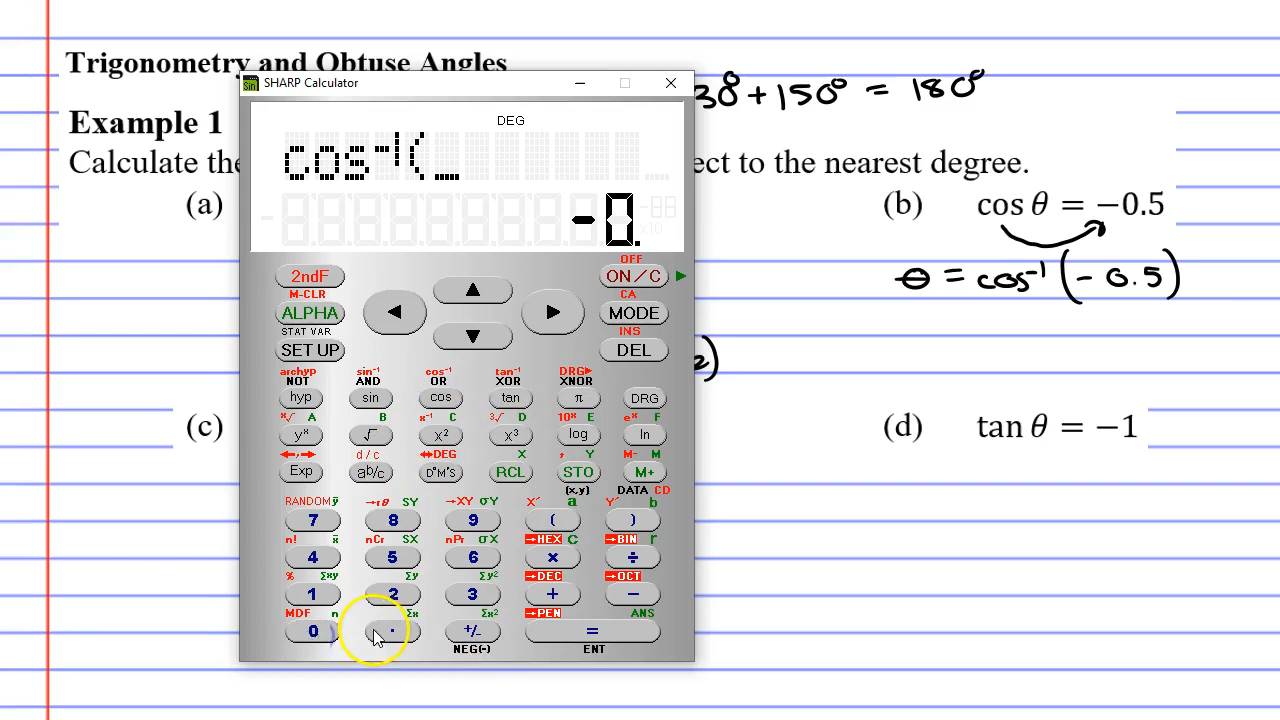 Trigonometry and Obtuse Angles
SHARP Calculator
30° + 150° = 180°
Example 1
DEG
cos⁻¹(_
Calculate the
ect to the nearest degree.
-0.
(a)
(b) cos θ = −0.5
θ = cos⁻¹(- 0.5)
OFF
2ndF ON/C
M-CLR CA
ALPHA MODE
STAT VAR INS
SET UP DEL
2)
archyp sin⁻¹ cos⁻¹ tan⁻¹ DRG▶
NOT AND OR XOR XNOR
hyp sin cos tan π DRG
ˣ√ A B x⁻¹ C ³√ D 10ˣ E eˣ F
(c)
(d) tan θ = −1
yˣ √ x² x³ log ln
←,→ d/c ↔DEG X , Y M- M
Exp ab/c D°M'S RCL STO M+
(x,y) DATA CD
RANDOM ȳ →rθ SY →XY σY X´ a Y´ b
7 8 9 ( )
n! x̄ nCr SX nPr σX →HEX c →BIN r
4 5 6 × ÷
% Σxy Σy Σy² →DEC →OCT
1 2 3 + −
MDF n Σx Σx² →PEN ANS
0 · +/- =
NEG(-) ENT